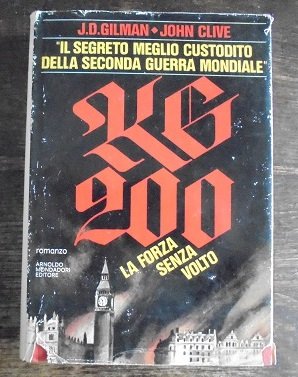 J.D.GILMAN • JOHN CLIVE
"IL SEGRETO MEGLIO CUSTODITO
DELLA SECONDA GUERRA MONDIALE"
KG
200
LA FORZA
SENZA
VOLTO
romanzo
ARNOLDO
MONDADORI
EDITORE